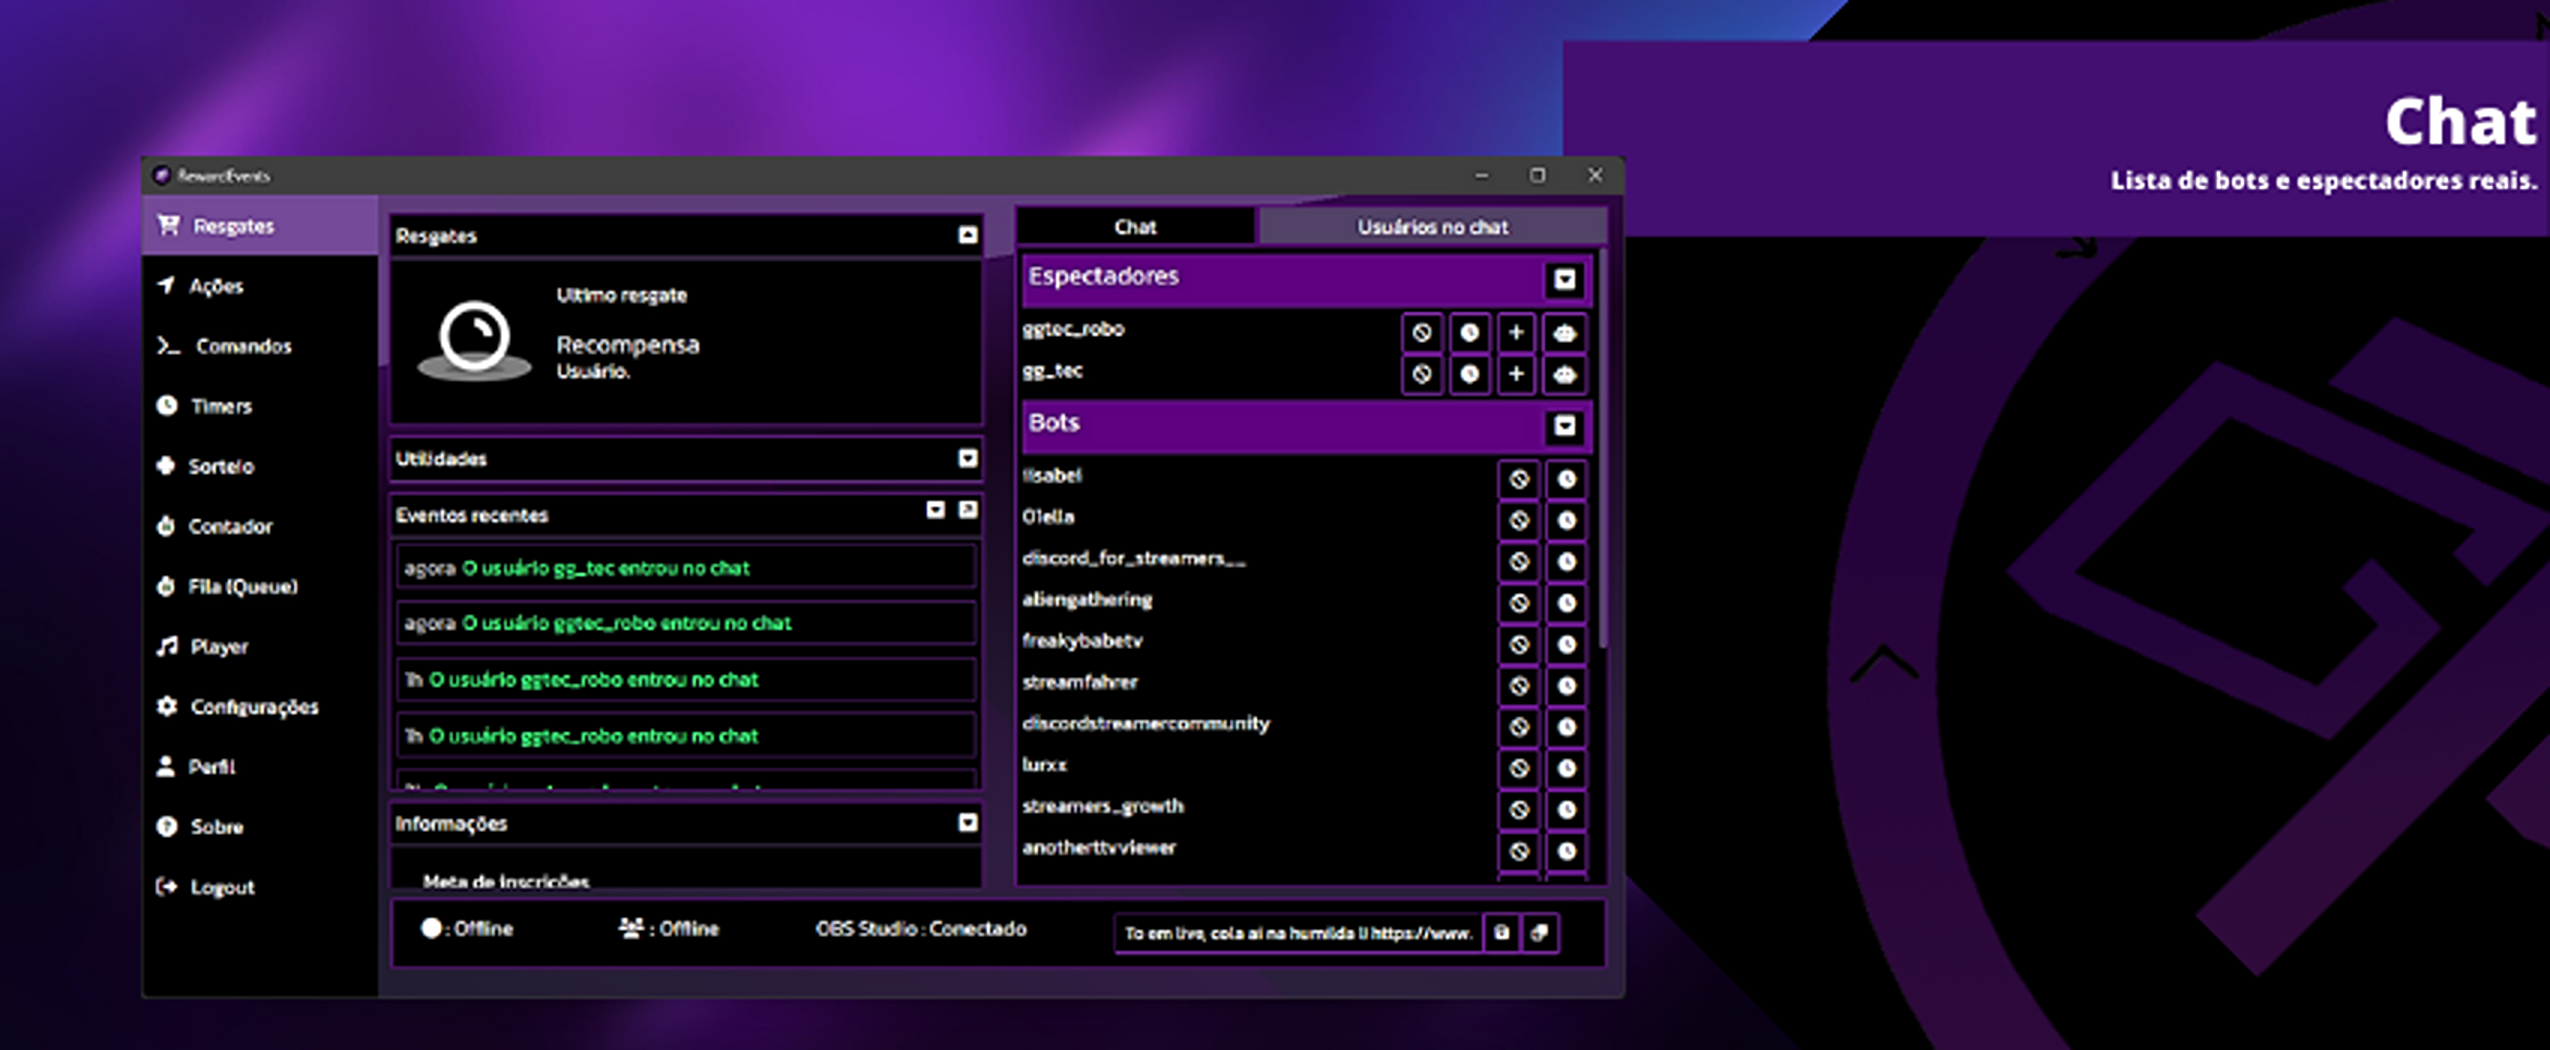 Chat
Lista de bots e espectadores reais.
RewardEvents
Resgates
Ações
Comandos
Timers
Sorteio
Contador
Fila (Queue)
Player
Configurações
Perfil
Sobre
Logout
Resgates
Ultimo resgate
Recompensa
Usuário.
Utilidades
Eventos recentes
agora O usuário gg_tec entrou no chat
agora O usuário ggtec_robo entrou no chat
1h O usuário ggtec_robo entrou no chat
1h O usuário ggtec_robo entrou no chat
Informações
Meta de inscrições
Chat
Usuários no chat
Espectadores
ggtec_robo
gg_tec
Bots
01ella
discord_for_streamers__
aliengathering
freakybabetv
streamfahrer
discordstreamercommunity
lurxx
streamers_growth
anotherttvviewer
: Offline
: Offline
OBS Studio : Conectado
To em live, cola ai na humilda || https://www.